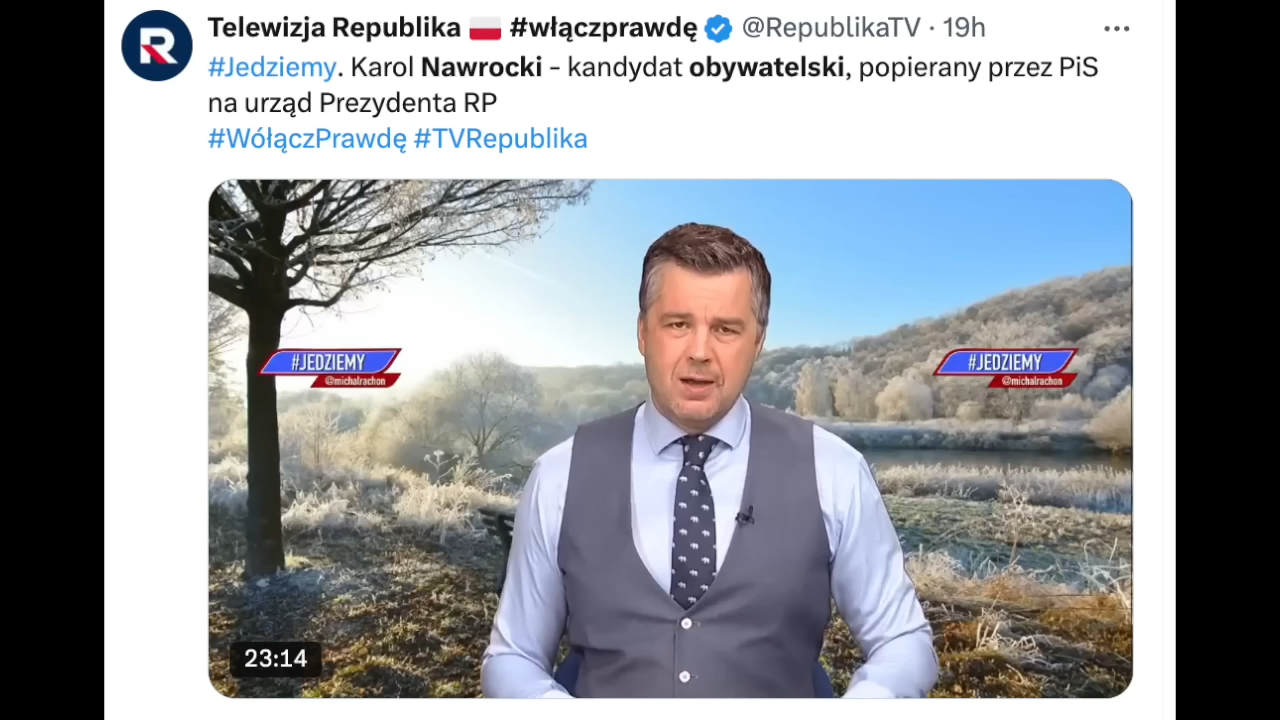 Telewizja Republika 🇵🇱 #włączprawdę @RepublikaTV · 19h
#Jedziemy. Karol Nawrocki - kandydat obywatelski, popierany przez PiS
na urząd Prezydenta RP
#WółączPrawdę #TVRepublika
#JEDZIEMY
@michalrachon
#JEDZIEMY
@michalrachon
23:14